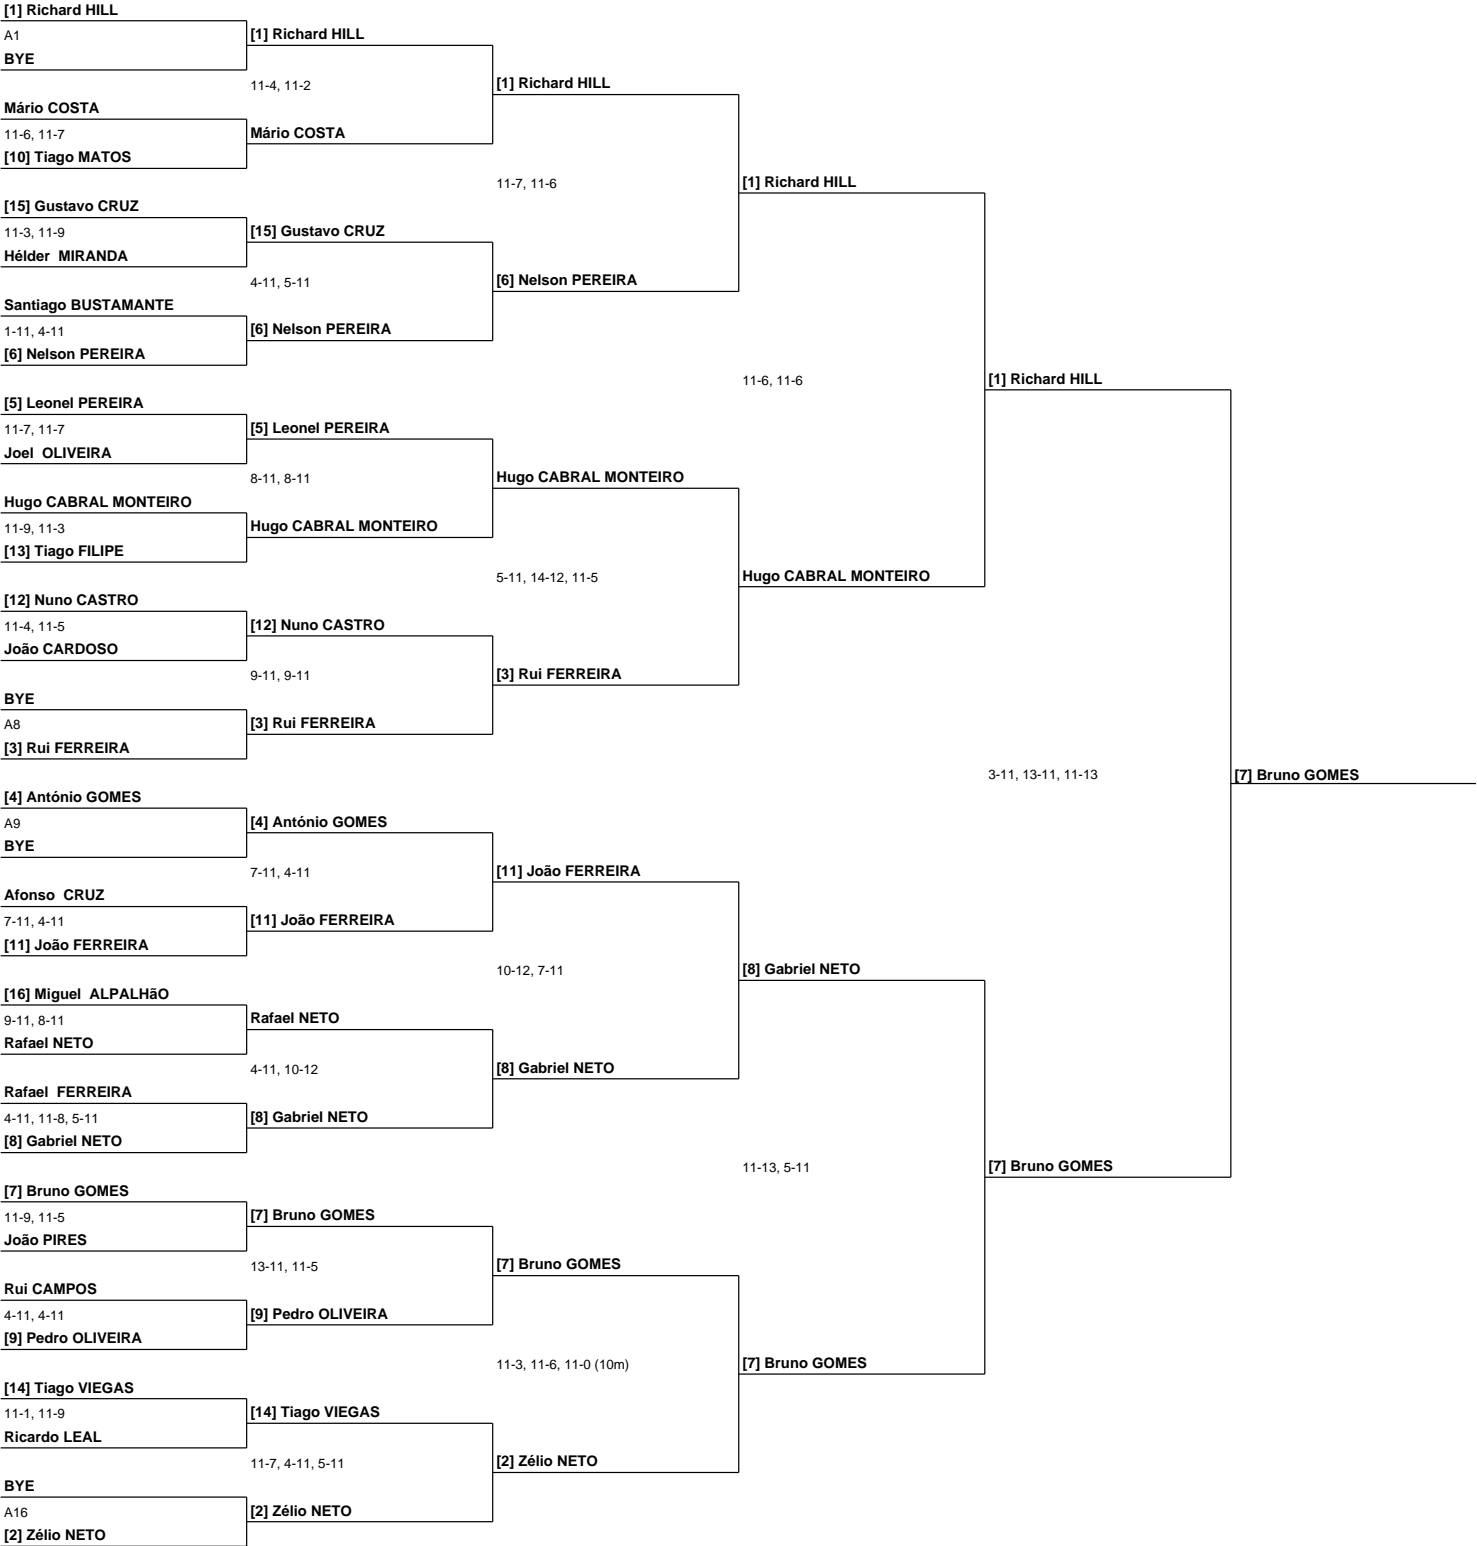 [1] Richard HILL
A1
BYE
Mário COSTA
11-6, 11-7
[10] Tiago MATOS
[15] Gustavo CRUZ
11-3, 11-9
Hélder  MIRANDA
Santiago BUSTAMANTE
1-11, 4-11
[6] Nelson PEREIRA
[5] Leonel PEREIRA
11-7, 11-7
Joel  OLIVEIRA
Hugo CABRAL MONTEIRO
11-9, 11-3
[13] Tiago FILIPE
[12] Nuno CASTRO
11-4, 11-5
João CARDOSO
BYE
A8
[3] Rui FERREIRA
[4] António GOMES
A9
BYE
Afonso  CRUZ
7-11, 4-11
[11] João FERREIRA
[16] Miguel  ALPALHãO
9-11, 8-11
Rafael NETO
Rafael  FERREIRA
4-11, 11-8, 5-11
[8] Gabriel NETO
[7] Bruno GOMES
11-9, 11-5
João PIRES
Rui CAMPOS
4-11, 4-11
[9] Pedro OLIVEIRA
[14] Tiago VIEGAS
11-1, 11-9
Ricardo LEAL
BYE
A16
[2] Zélio NETO
[1] Richard HILL
11-4, 11-2
Mário COSTA
[15] Gustavo CRUZ
4-11, 5-11
[6] Nelson PEREIRA
[5] Leonel PEREIRA
8-11, 8-11
Hugo CABRAL MONTEIRO
[12] Nuno CASTRO
9-11, 9-11
[3] Rui FERREIRA
[4] António GOMES
7-11, 4-11
[11] João FERREIRA
Rafael NETO
4-11, 10-12
[8] Gabriel NETO
[7] Bruno GOMES
13-11, 11-5
[9] Pedro OLIVEIRA
[14] Tiago VIEGAS
11-7, 4-11, 5-11
[2] Zélio NETO
[1] Richard HILL
11-7, 11-6
[6] Nelson PEREIRA
Hugo CABRAL MONTEIRO
5-11, 14-12, 11-5
[3] Rui FERREIRA
[11] João FERREIRA
10-12, 7-11
[8] Gabriel NETO
[7] Bruno GOMES
11-3, 11-6, 11-0 (10m)
[2] Zélio NETO
[1] Richard HILL
11-6, 11-6
Hugo CABRAL MONTEIRO
[8] Gabriel NETO
11-13, 5-11
[7] Bruno GOMES
[1] Richard HILL
3-11, 13-11, 11-13
[7] Bruno GOMES
[7] Bruno GOMES